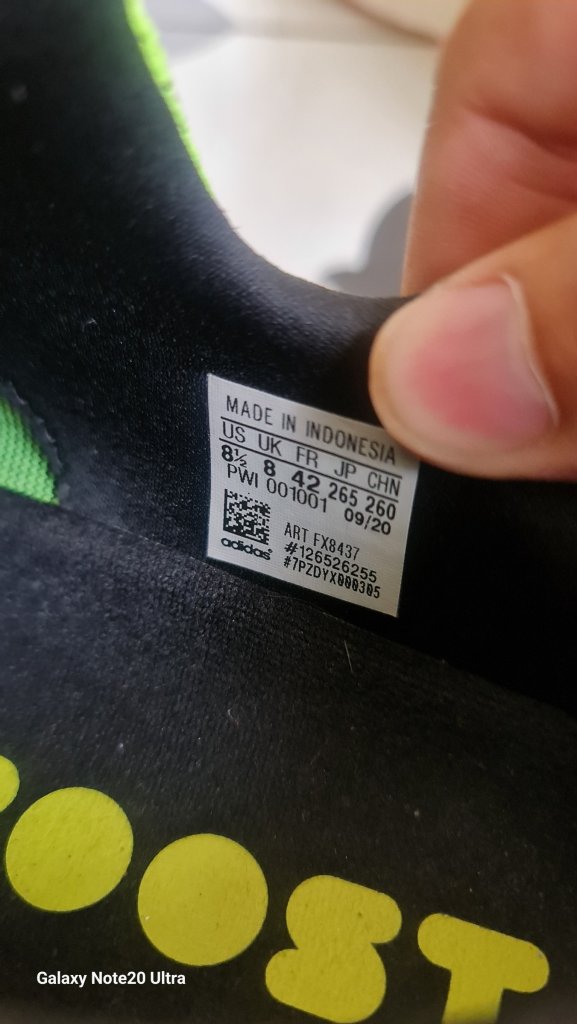 MADE IN INDONESIA
US UK FR JP CHN
8½ 8 42 265 260
PWI 001001 09/20
ART FX8437
#126526255
#7PZDYX000305
adidas
OOST
Galaxy Note20 Ultra